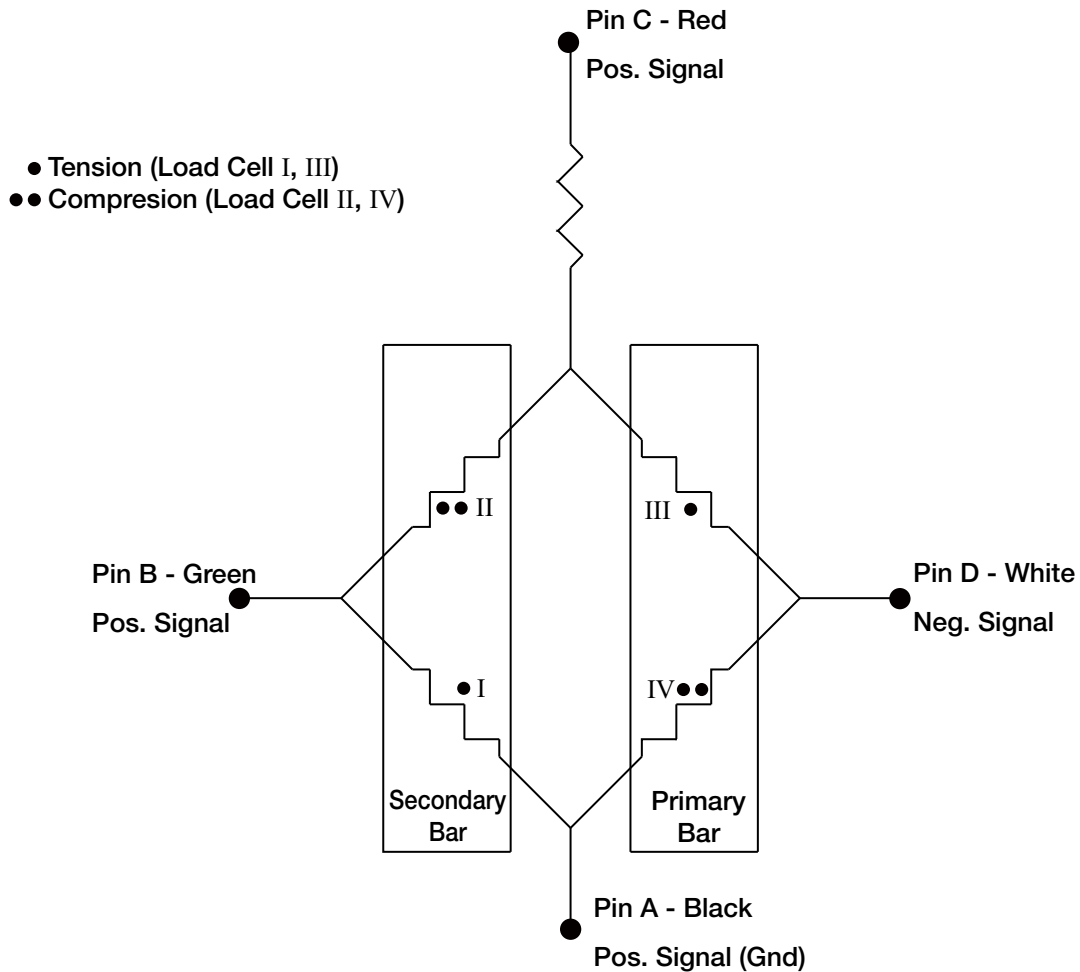 Pin C - Red
Pos. Signal
Tension (Load Cell I, III)
Compresion (Load Cell II, IV)
II
III
Pin B - Green
Pos. Signal
Pin D - White
Neg. Signal
I
IV
Secondary
Bar
Primary
Bar
Pin A - Black
Pos. Signal (Gnd)